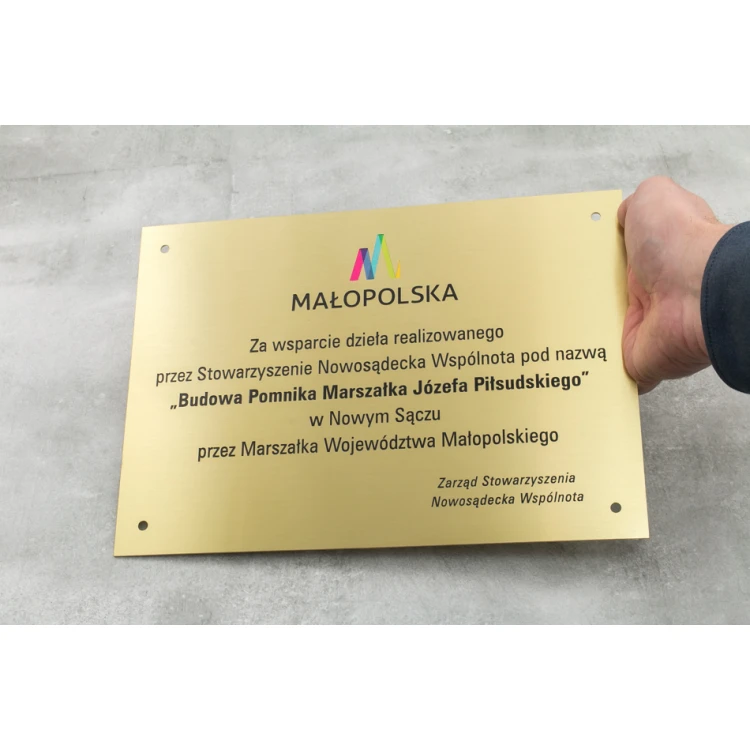 MAŁOPOLSKA
Za wsparcie dzieła realizowanego
przez Stowarzyszenie Nowosądecka Wspólnota pod nazwą
„Budowa Pomnika Marszałka Józefa Piłsudskiego”
w Nowym Sączu
przez Marszałka Województwa Małopolskiego
Zarząd Stowarzyszenia
Nowosądecka Wspólnota